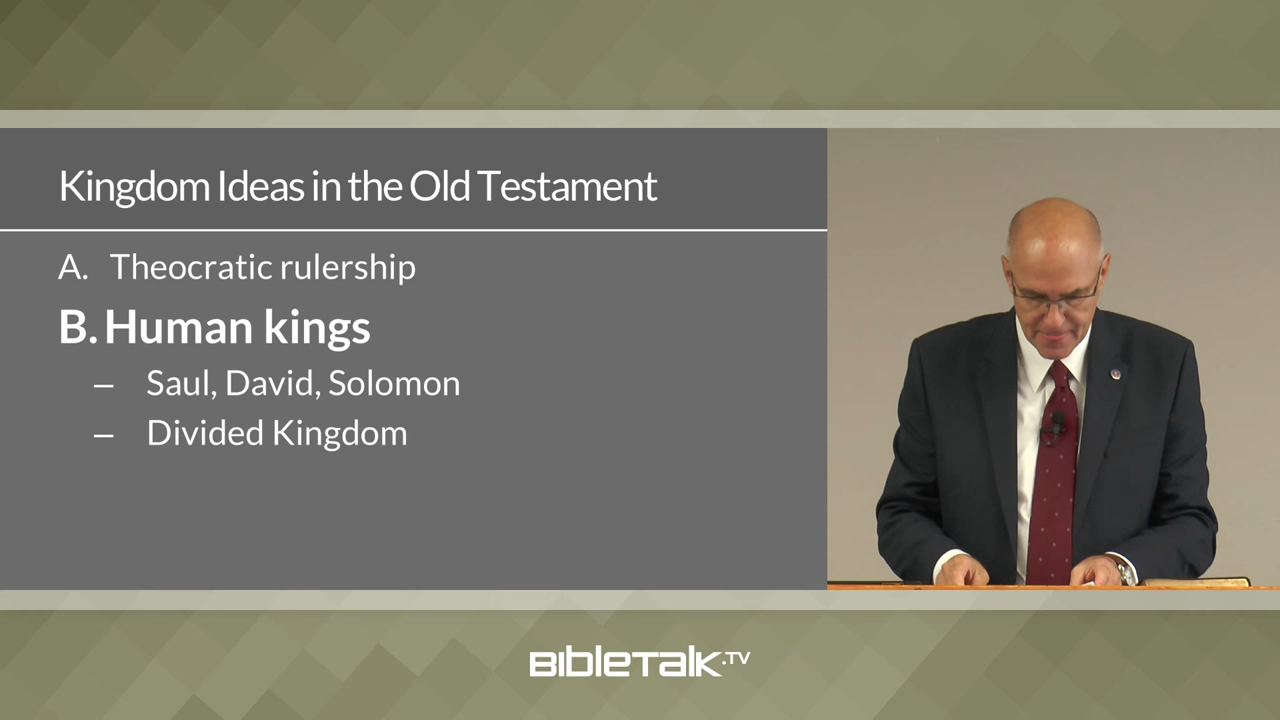 Kingdom Ideas in the Old Testament
A. Theocratic rulership
B. Human kings
– Saul, David, Solomon
– Divided Kingdom
BibleTalk.TV